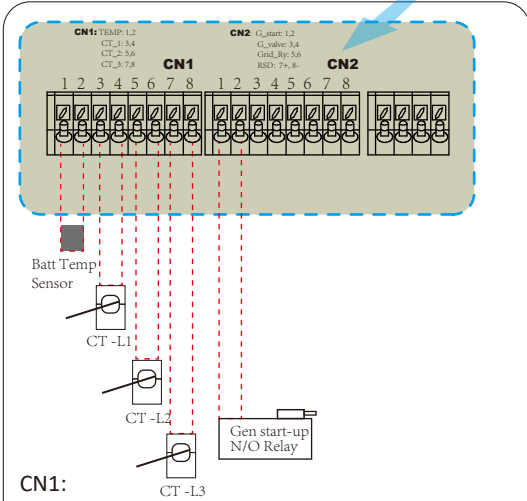 CN1: TEMP: 1,2
CT_1: 3,4
CT_2: 5,6
CT_3: 7,8
CN1
CN2: G_start: 1,2
G_valve: 3,4
Grid_Ry: 5,6
RSD: 7+, 8-
CN2
1 2 3 4 5 6 7 8
1 2 3 4 5 6 7 8
Batt Temp
Sensor
CT -L1
CT -L2
Gen start-up
N/O Relay
CT -L3
CN1: